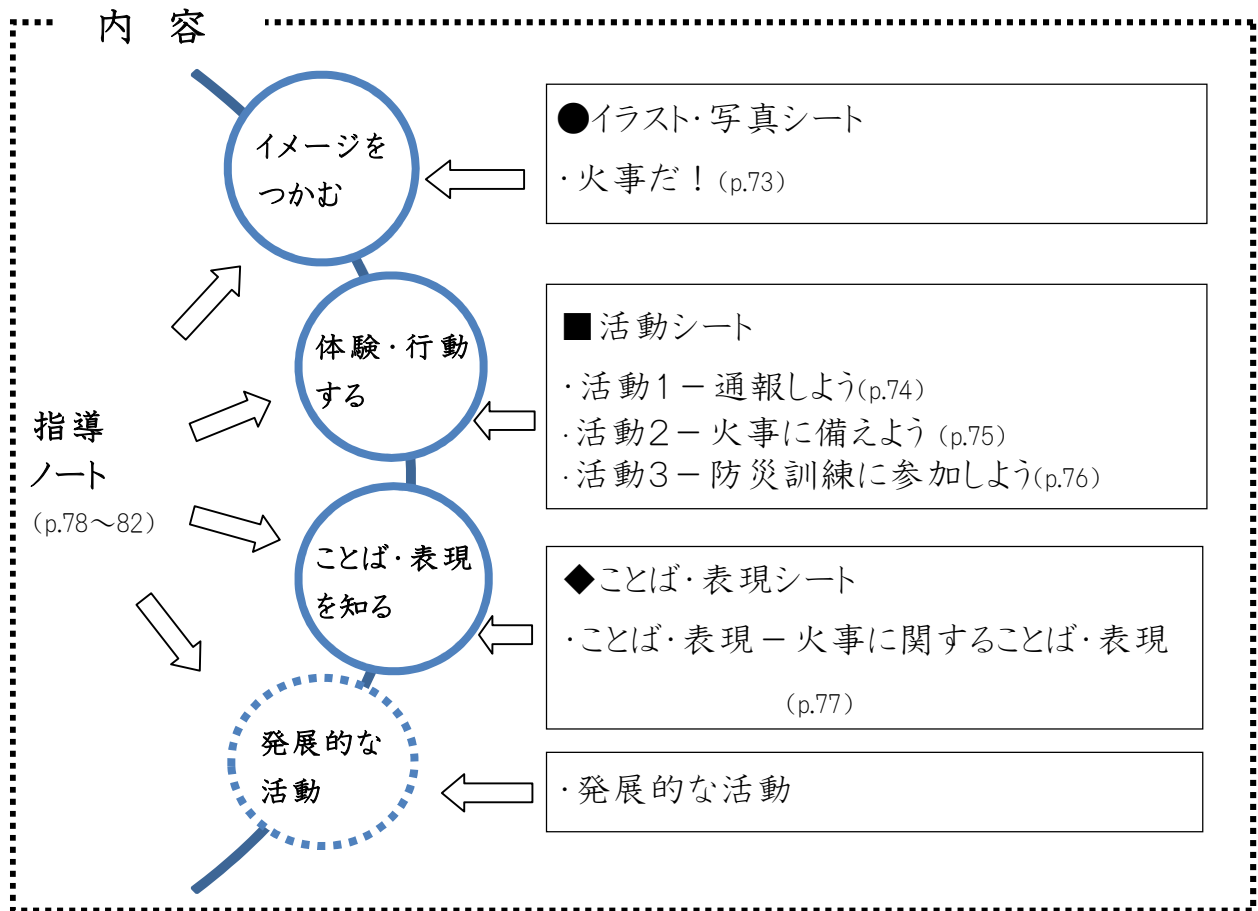 内 容
イメージを
つかむ
●イラスト・写真シート
・火事だ！(p.73)
体験・行動
する
■活動シート
・活動1－通報しよう(p.74)
・活動2－火事に備えよう(p.75)
・活動3－防災訓練に参加しよう(p.76)
指導
ノート
(p.78～82)
ことば・表現
を知る
◆ことば・表現シート
・ことば・表現－火事に関することば・表現
(p.77)
発展的な
活動
・発展的な活動